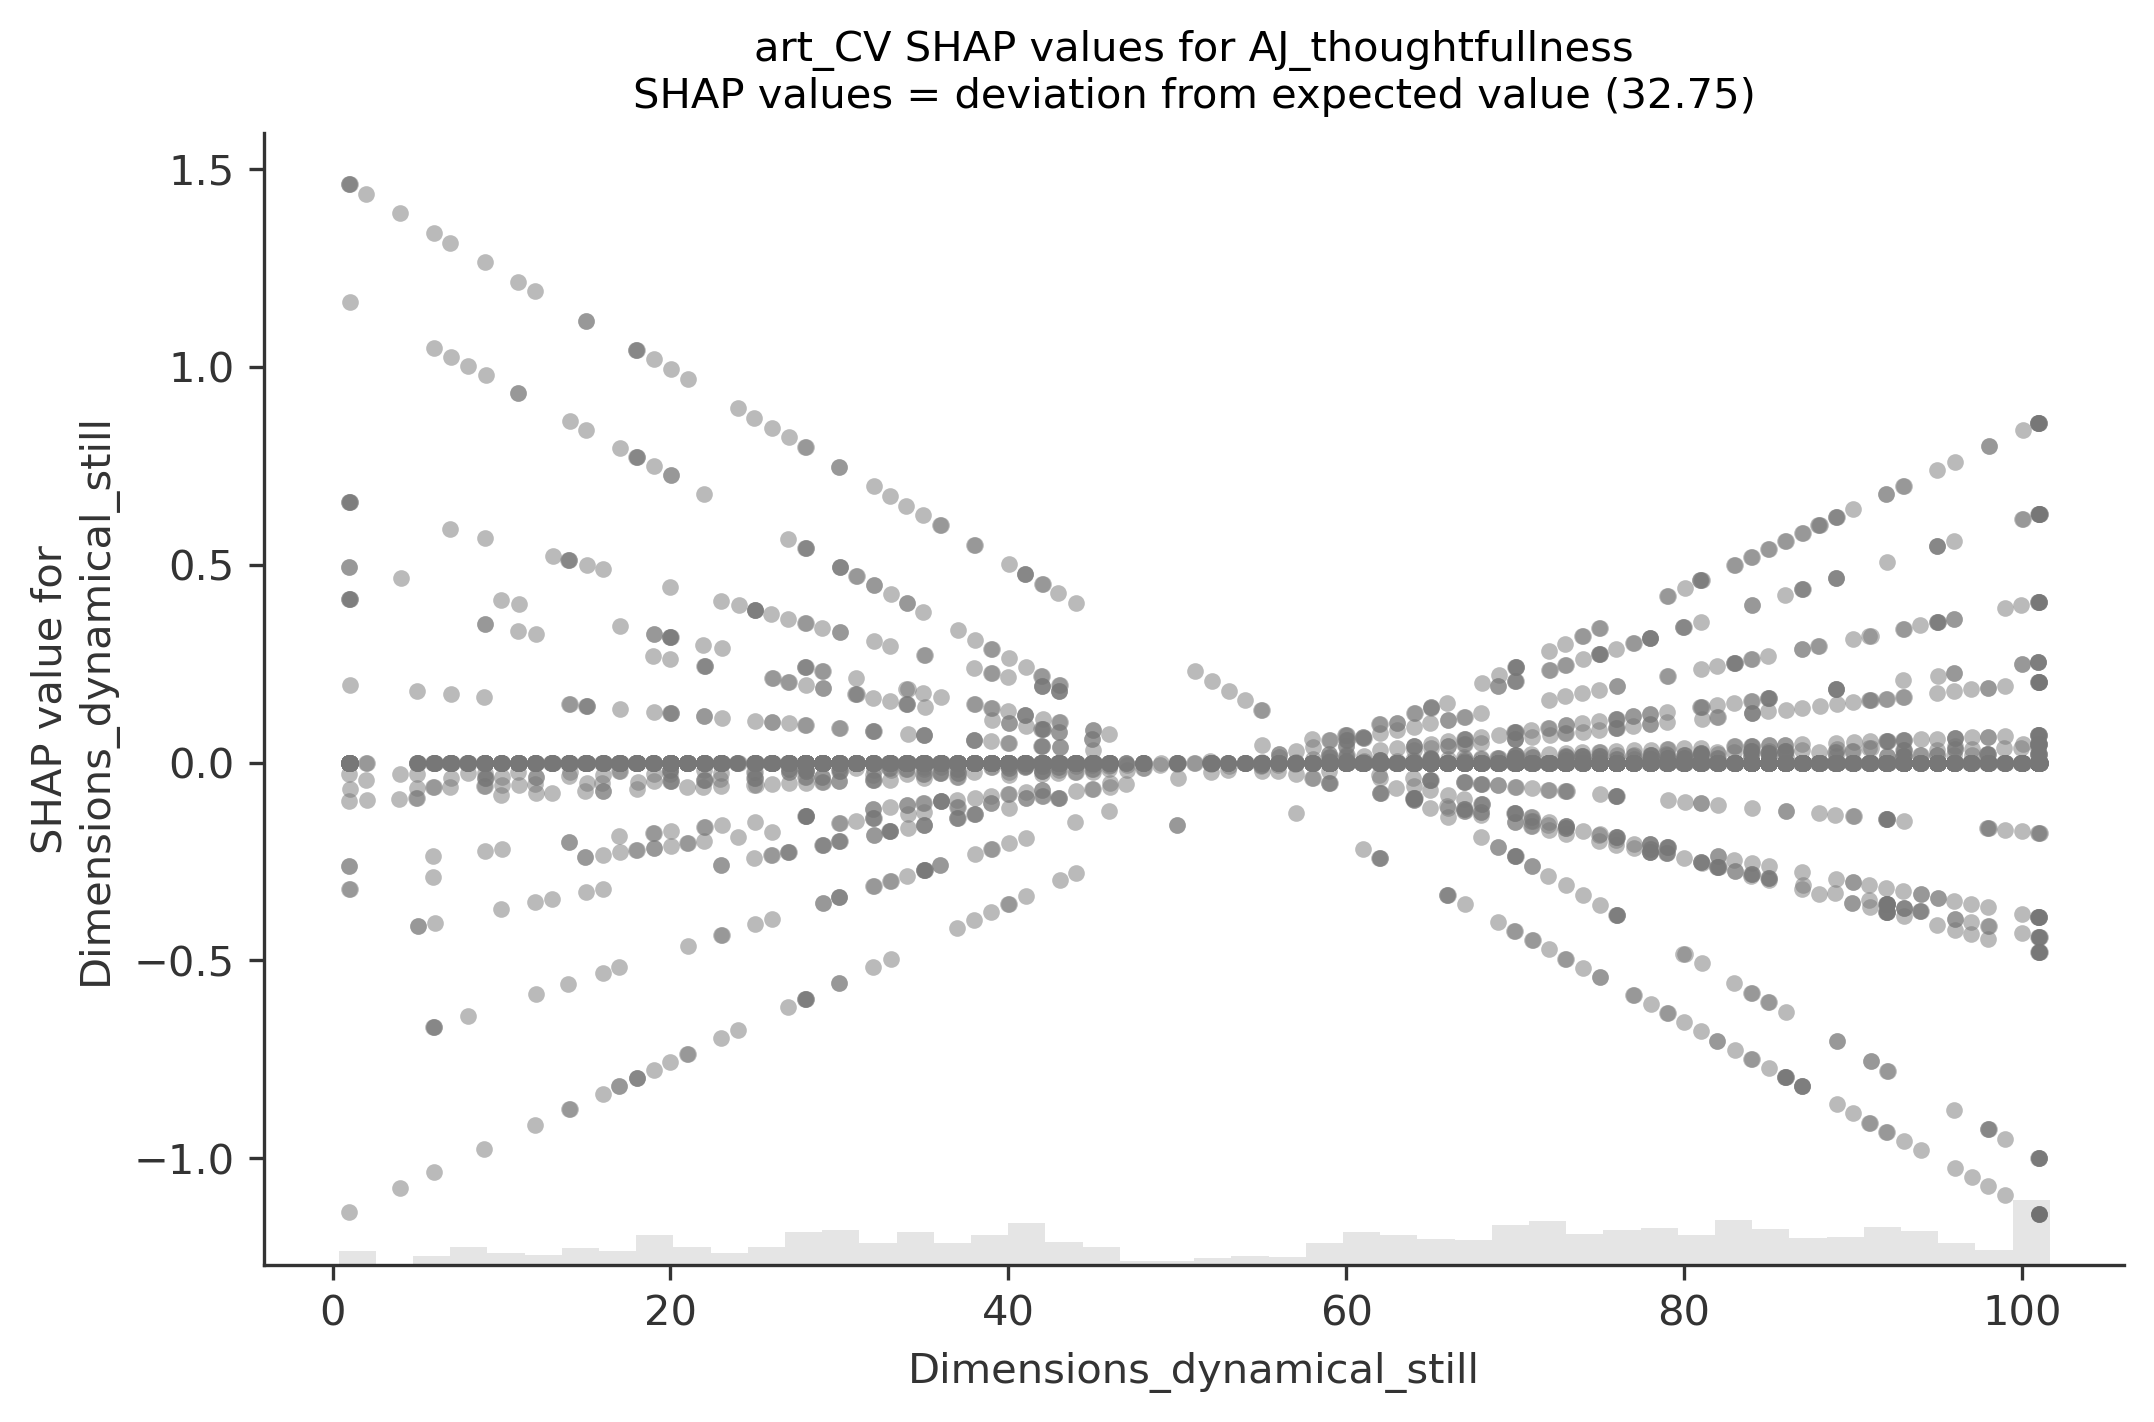 art_CV SHAP values for AJ_thoughtfullness
SHAP values = deviation from expected value (32.75)
SHAP value for
Dimensions_dynamical_still
1.5
1.0
0.5
0.0
−0.5
−1.0
0 20 40 60 80 100
Dimensions_dynamical_still